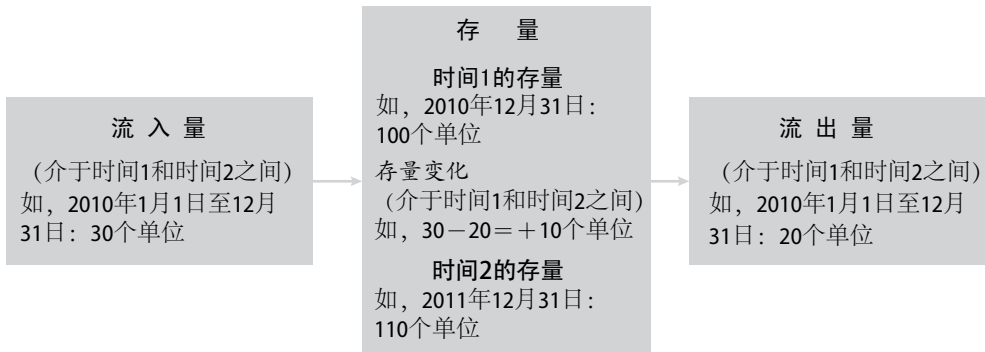 流 入 量
（介于时间1和时间2之间）
如，2010年1月1日至12月
31日：30个单位
存 量
时间1的存量
如，2010年12月31日：
100个单位
存量变化
（介于时间1和时间2之间）
如，30－20＝＋10个单位
时间2的存量
如，2011年12月31日：
110个单位
流 出 量
（介于时间1和时间2之间）
如，2010年1月1日至12月
31日：20个单位